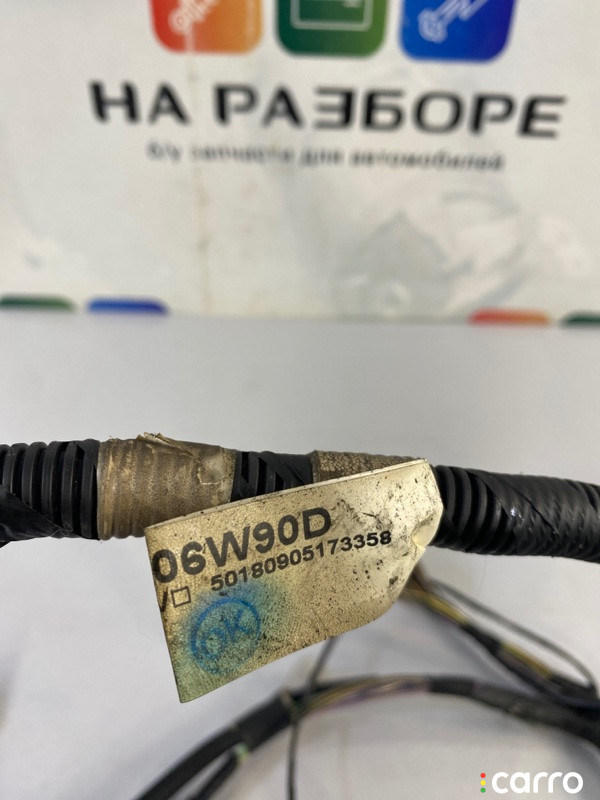 НА РАЗБОРЕ
б/у запчасти для автомобилей
06W90D
50180905173358
OK
carro